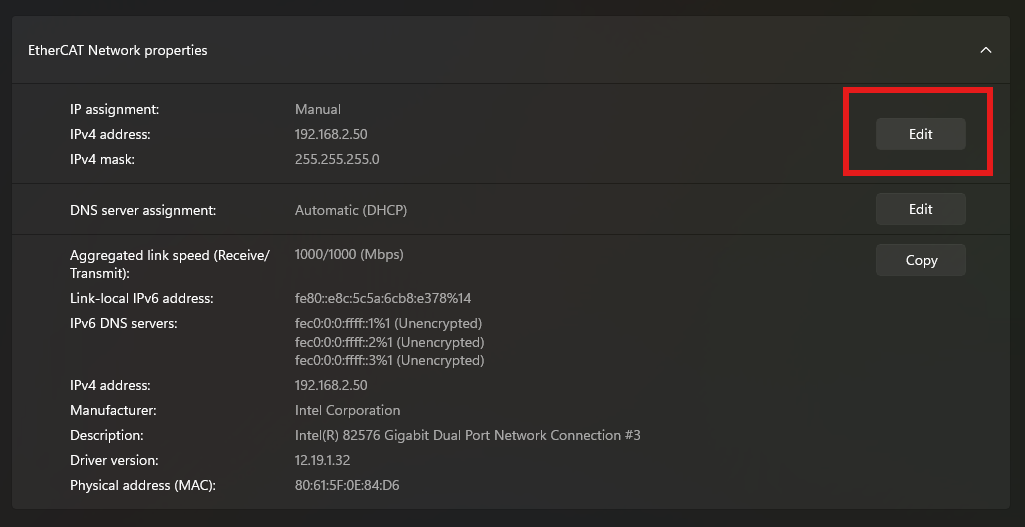 EtherCAT Network properties
IP assignment: Manual
IPv4 address: 192.168.2.50
IPv4 mask: 255.255.255.0
Edit
DNS server assignment: Automatic (DHCP)
Edit
Aggregated link speed (Receive/ 1000/1000 (Mbps)
Transmit):
Copy
Link-local IPv6 address: fe80::e8c:5c5a:6cb8:e378%14
IPv6 DNS servers: fec0:0:0:ffff::1%1 (Unencrypted)
fec0:0:0:ffff::2%1 (Unencrypted)
fec0:0:0:ffff::3%1 (Unencrypted)
IPv4 address: 192.168.2.50
Manufacturer: Intel Corporation
Description: Intel(R) 82576 Gigabit Dual Port Network Connection #3
Driver version: 12.19.1.32
Physical address (MAC): 80:61:5F:0E:84:D6